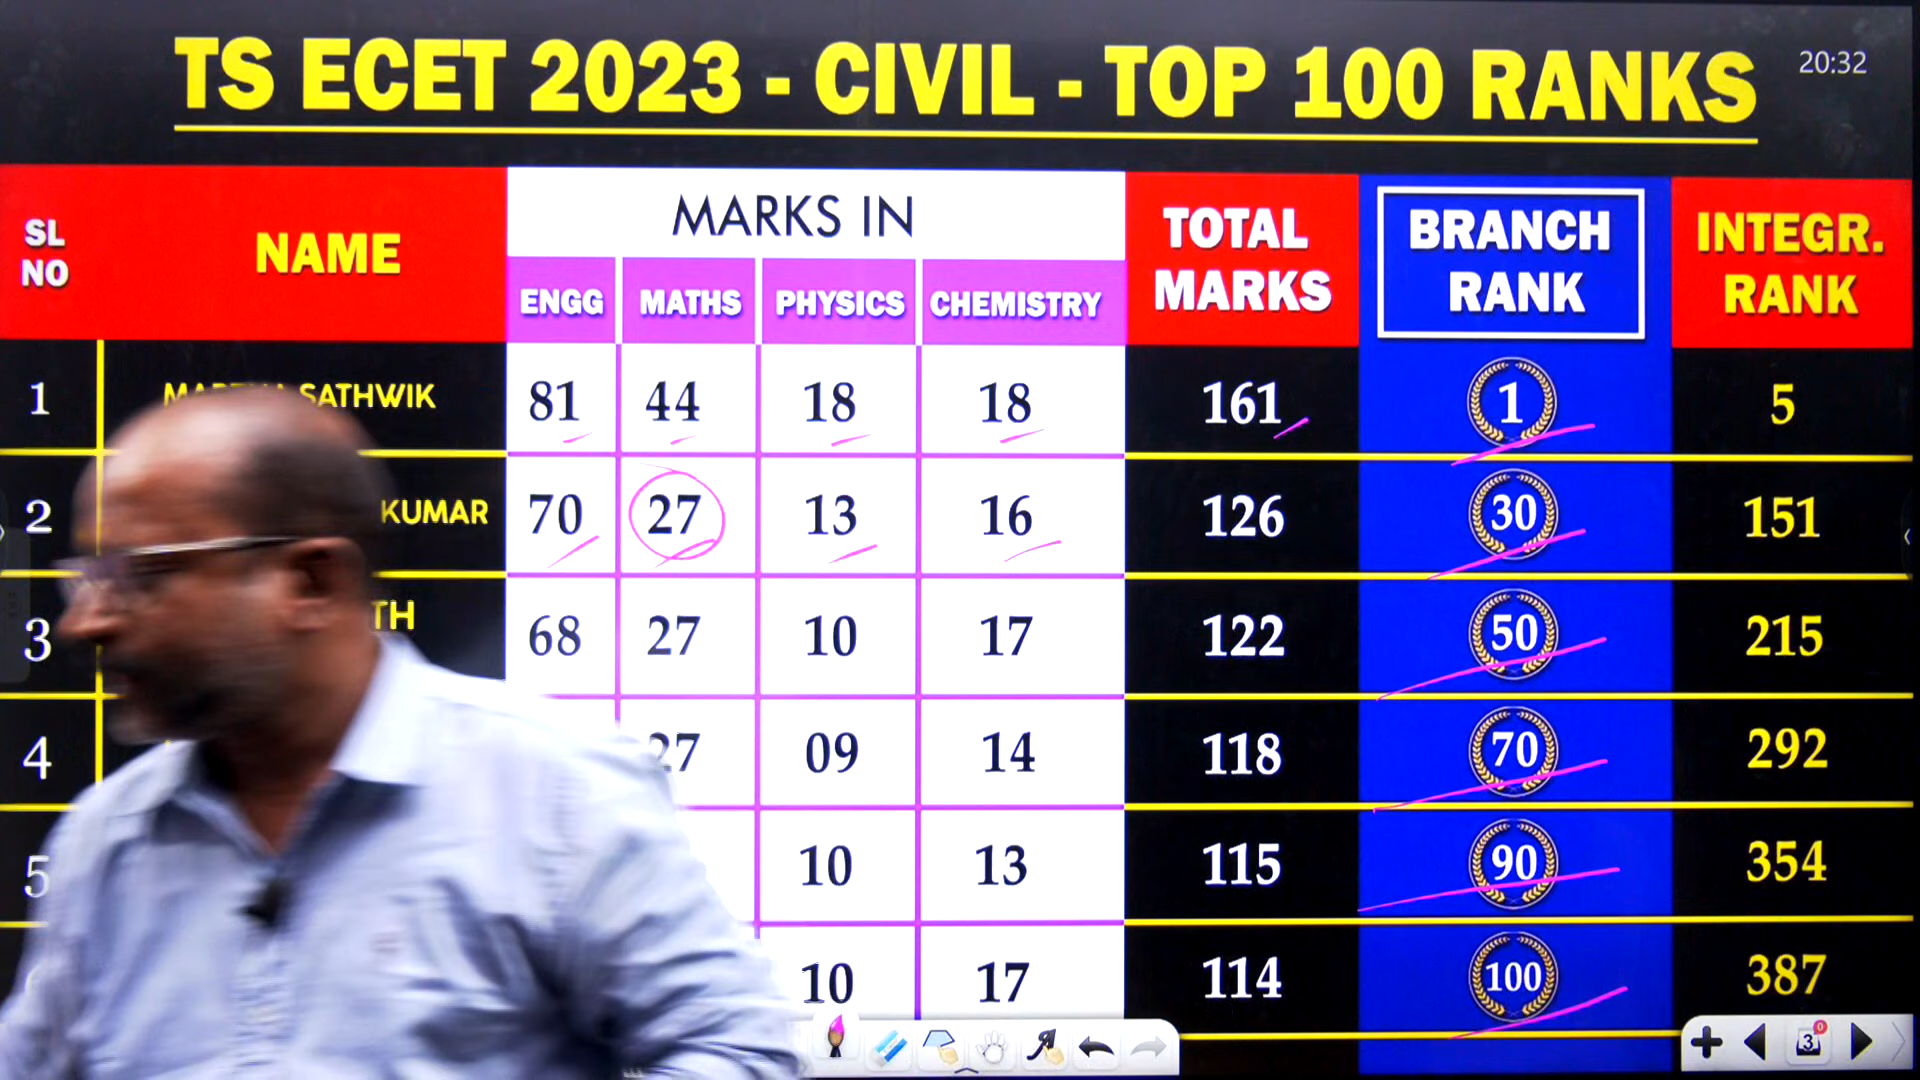 TS ECET 2023 - CIVIL - TOP 100 RANKS
20:32
SL NO
NAME
MARKS IN
ENGG
MATHS
PHYSICS
CHEMISTRY
TOTAL MARKS
BRANCH RANK
INTEGR. RANK
1 SATHWIK 81 44 18 18 161 1 5
2 KUMAR 70 27 13 16 126 30 151
3 TH 68 27 10 17 122 50 215
4 27 09 14 118 70 292
5 10 13 115 90 354
10 17 114 100 387
3
0